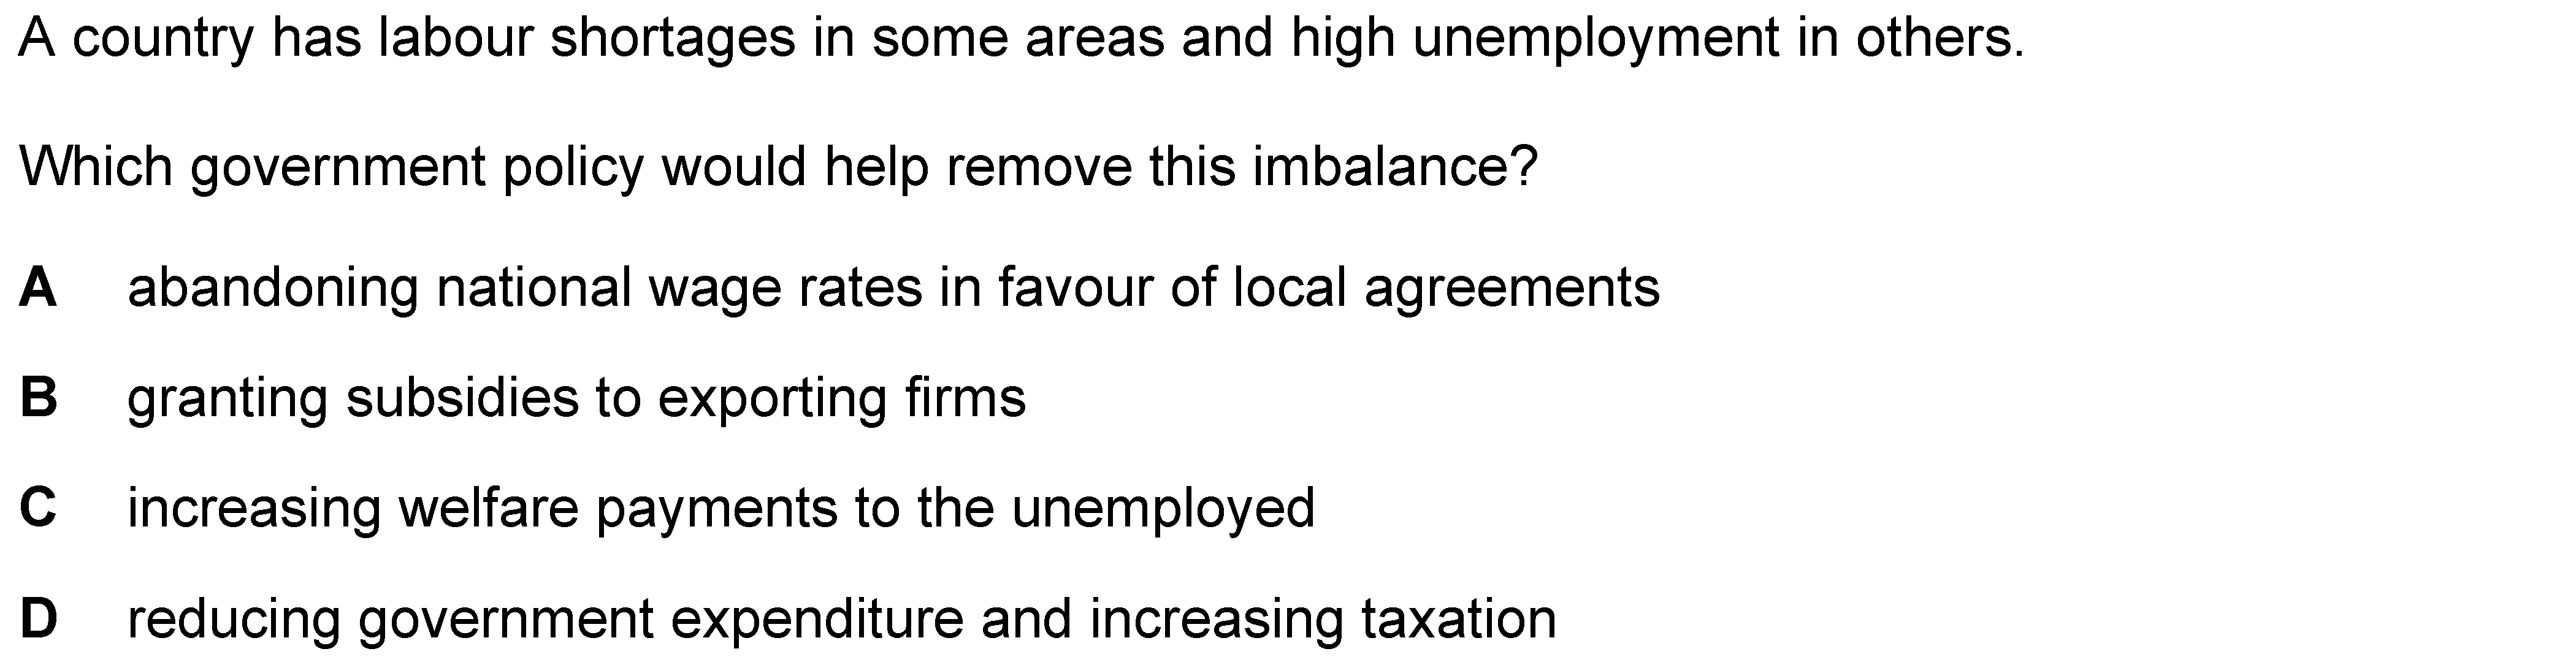 A country has labour shortages in some areas and high unemployment in others.
Which government policy would help remove this imbalance?
A abandoning national wage rates in favour of local agreements
B granting subsidies to exporting firms
C increasing welfare payments to the unemployed
D reducing government expenditure and increasing taxation